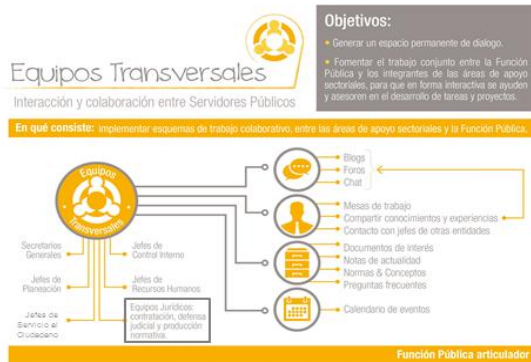 Equipos Transversales
Interacción y colaboración entre Servidores Públicos
Objetivos:
• Generar un espacio permanente de dialogo.
• Fomentar el trabajo conjunto entre la Función
Pública y los integrantes de las áreas de apoyo
sectoriales, para que en forma interactiva se ayuden
y asesoren en el desarrollo de tareas y proyectos.
En qué consiste: implementar esquemas de trabajo colaborativo, entre las áreas de apoyo sectoriales y la Función Pública.
Equipos
Transversales
Secretarios
Generales
Jefes de
Control Interno
Jefes de
Planeación
Jefes de
Recursos Humanos
Jefes de
Servicio al
Ciudadano
Equipos Jurídicos:
contratación, defensa
judicial y producción
normativa.
Blogs
Foros
Chat
Mesas de trabajo
Compartir conocimientos y experiencias
Contacto con jefes de otras entidades
Documentos de interés
Notas de actualidad
Normas & Conceptos
Preguntas frecuentes
Calendario de eventos
Función Pública articulador